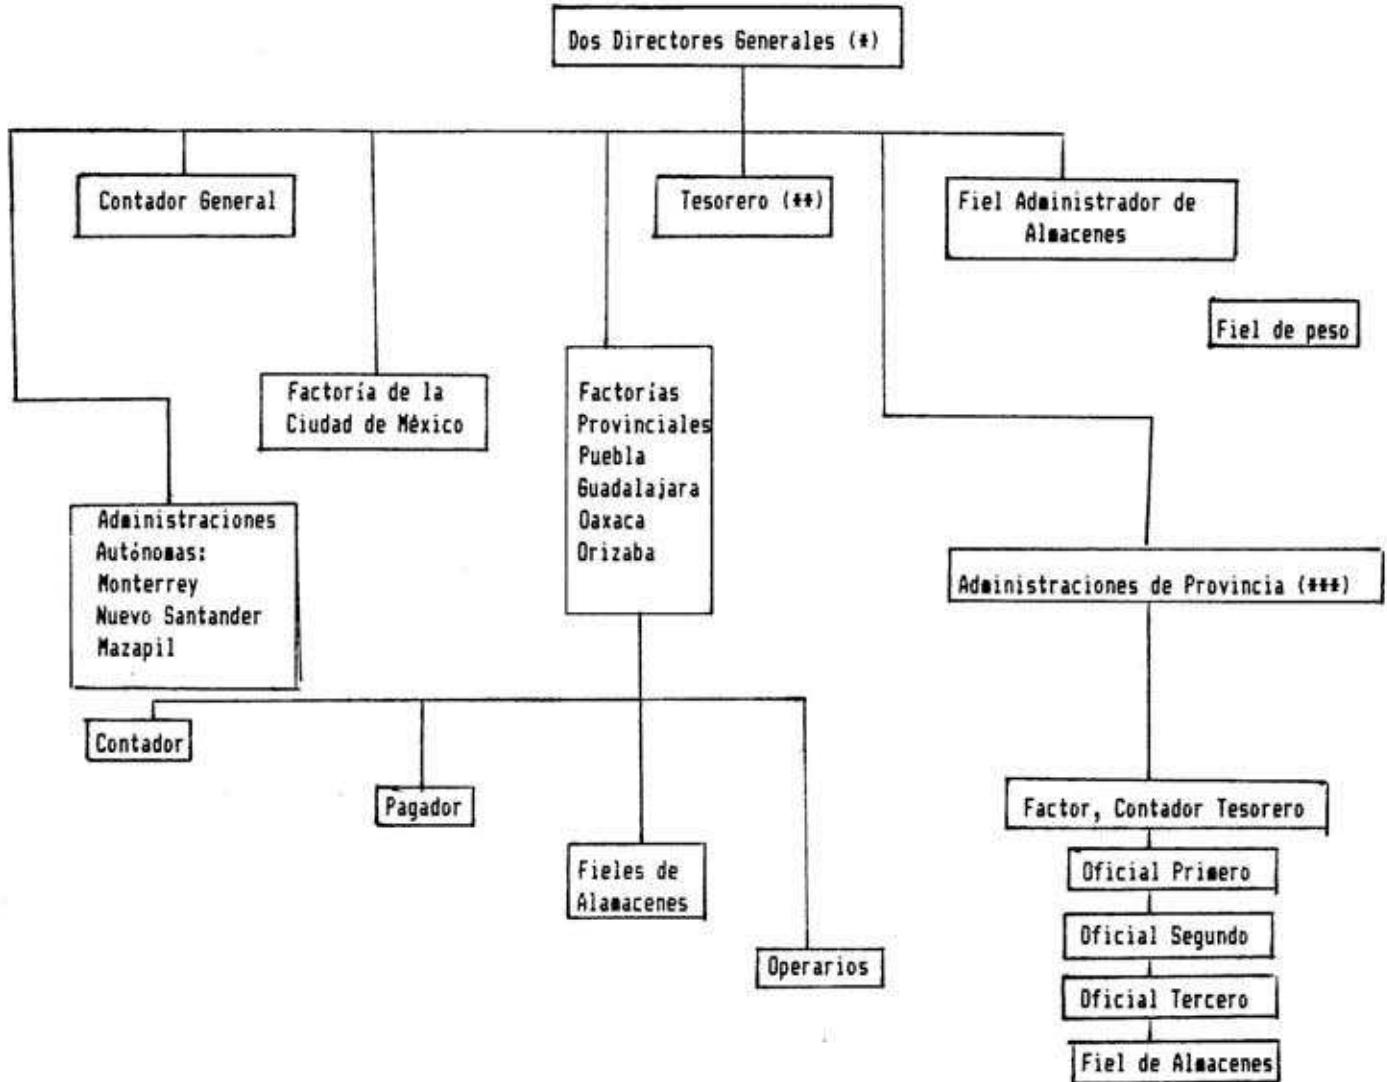 Dos Directores Generales (*)
Contador General
Tesorero (**)
Fiel Administrador de
Almacenes
Fiel de peso
Factoría de la
Ciudad de México
Factorías
Provinciales
Puebla
Guadalajara
Oaxaca
Orizaba
Administraciones
Autónomas:
Monterrey
Nuevo Santander
Mazapil
Administraciones de Provincia (***)
Contador
Pagador
Fieles de
Alamacenes
Operarios
Factor, Contador Tesorero
Oficial Primero
Oficial Segundo
Oficial Tercero
Fiel de Almacenes